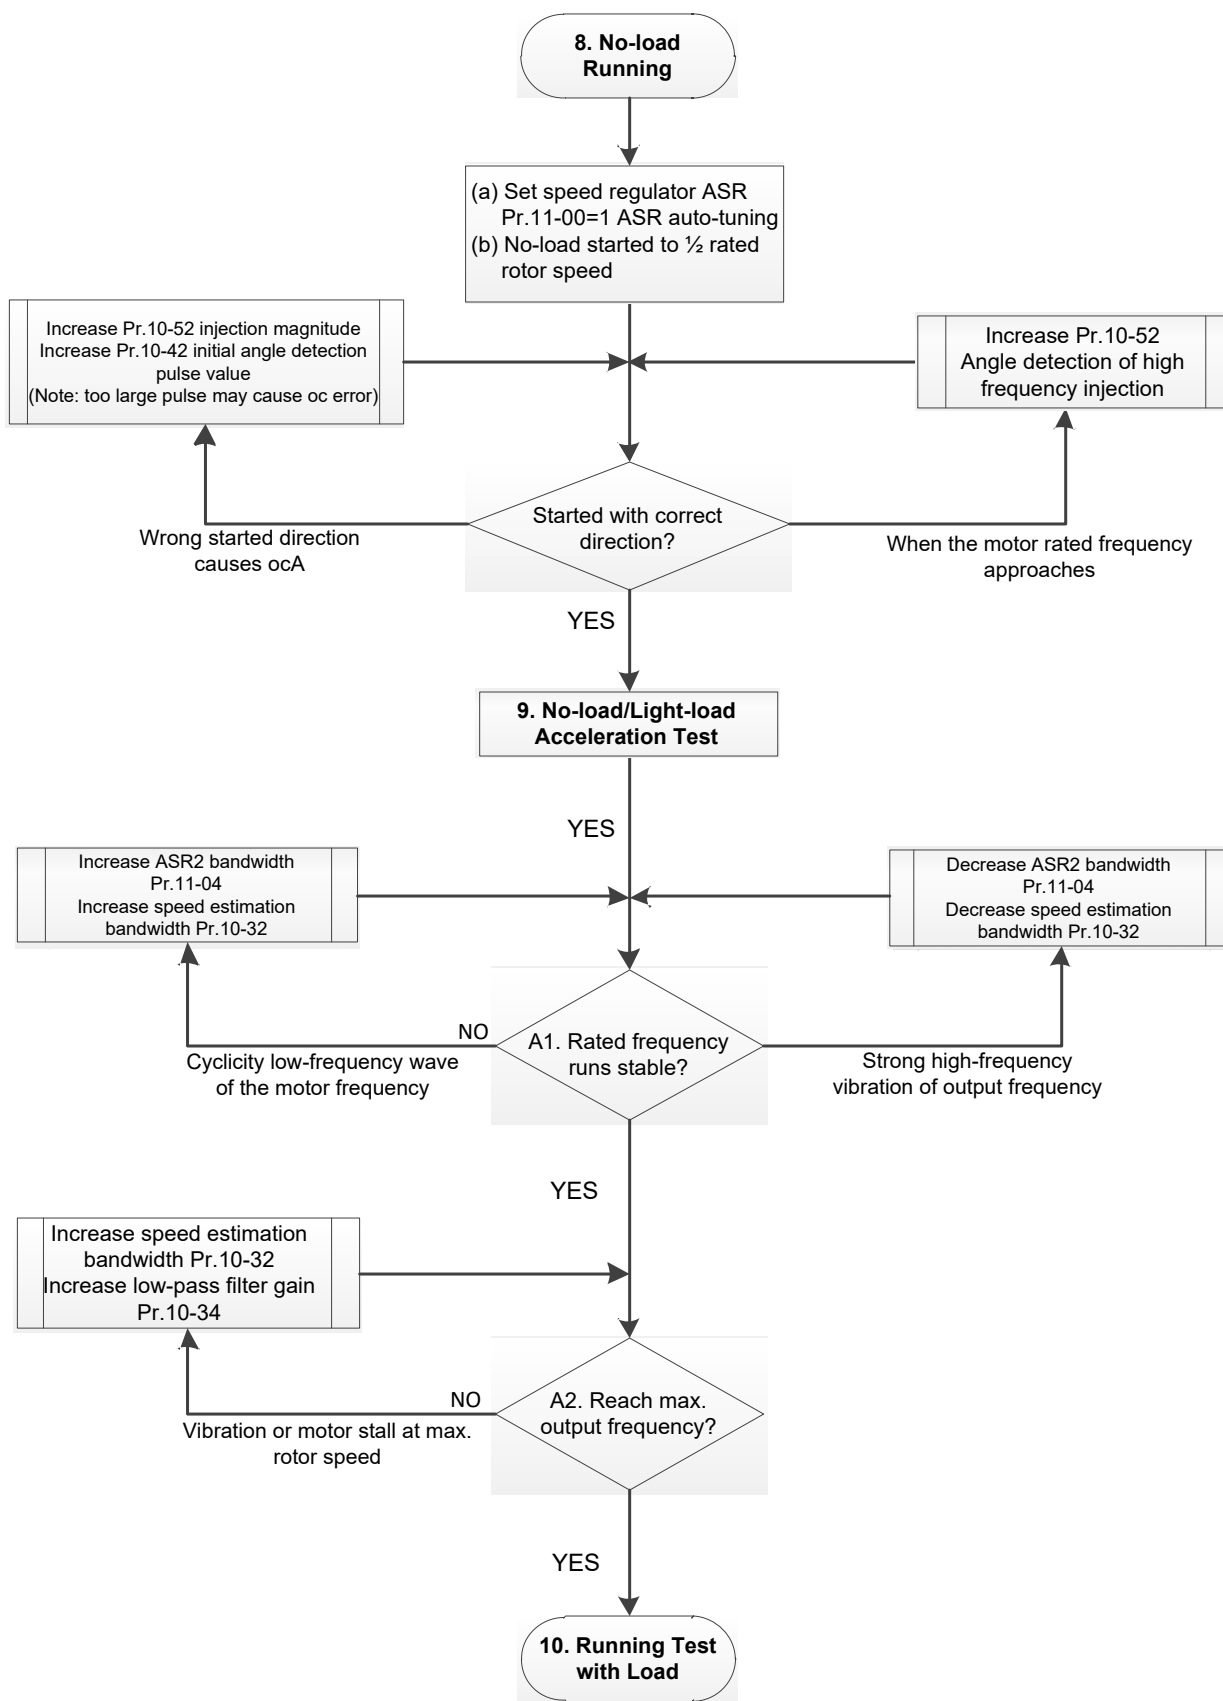 8. No-load
Running
(a) Set speed regulator ASR
Pr.11-00=1 ASR auto-tuning
(b) No-load started to ½ rated
rotor speed
Increase Pr.10-52 injection magnitude
Increase Pr.10-42 initial angle detection
pulse value
(Note: too large pulse may cause oc error)
Increase Pr.10-52
Angle detection of high
frequency injection
Started with correct
direction?
Wrong started direction
causes ocA
When the motor rated frequency
approaches
YES
9. No-load/Light-load
Acceleration Test
YES
Increase ASR2 bandwidth
Pr.11-04
Increase speed estimation
bandwidth Pr.10-32
Decrease ASR2 bandwidth
Pr.11-04
Decrease speed estimation
bandwidth Pr.10-32
NO
A1. Rated frequency
runs stable?
Cyclicity low-frequency wave
of the motor frequency
Strong high-frequency
vibration of output frequency
YES
Increase speed estimation
bandwidth Pr.10-32
Increase low-pass filter gain
Pr.10-34
NO
A2. Reach max.
output frequency?
Vibration or motor stall at max.
rotor speed
YES
10. Running Test
with Load